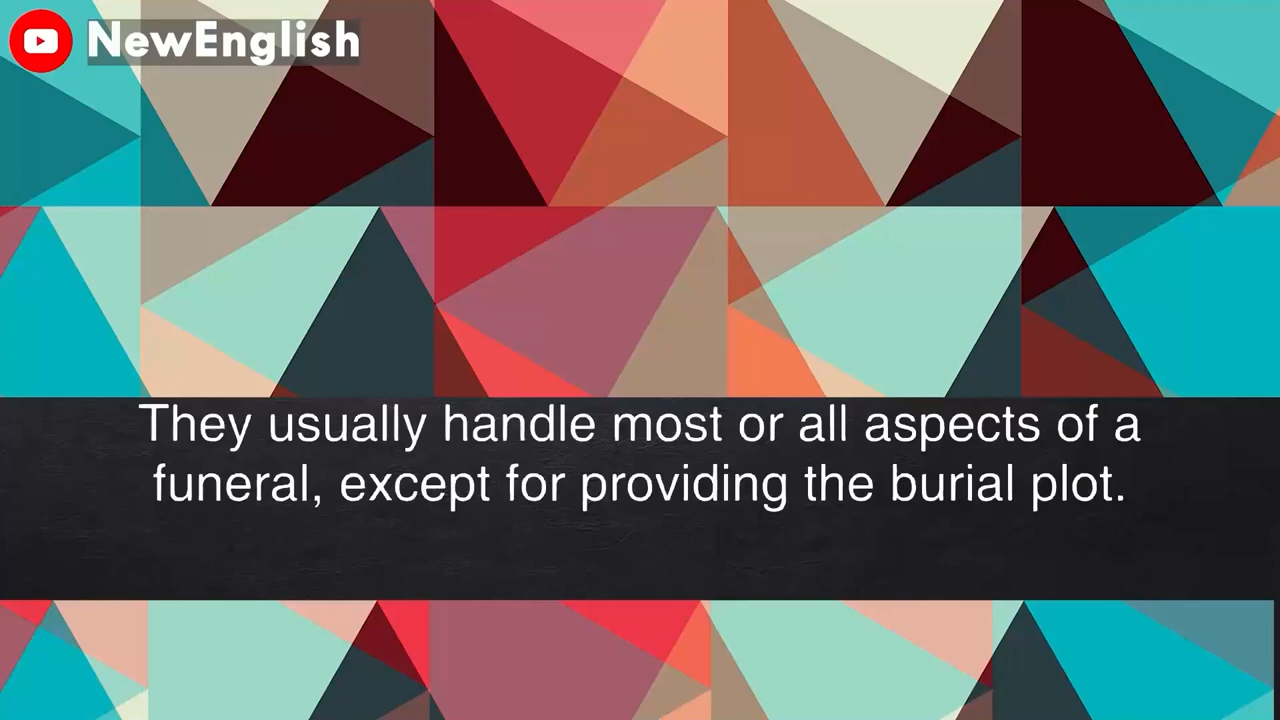 NewEnglish
They usually handle most or all aspects of a
funeral, except for providing the burial plot.